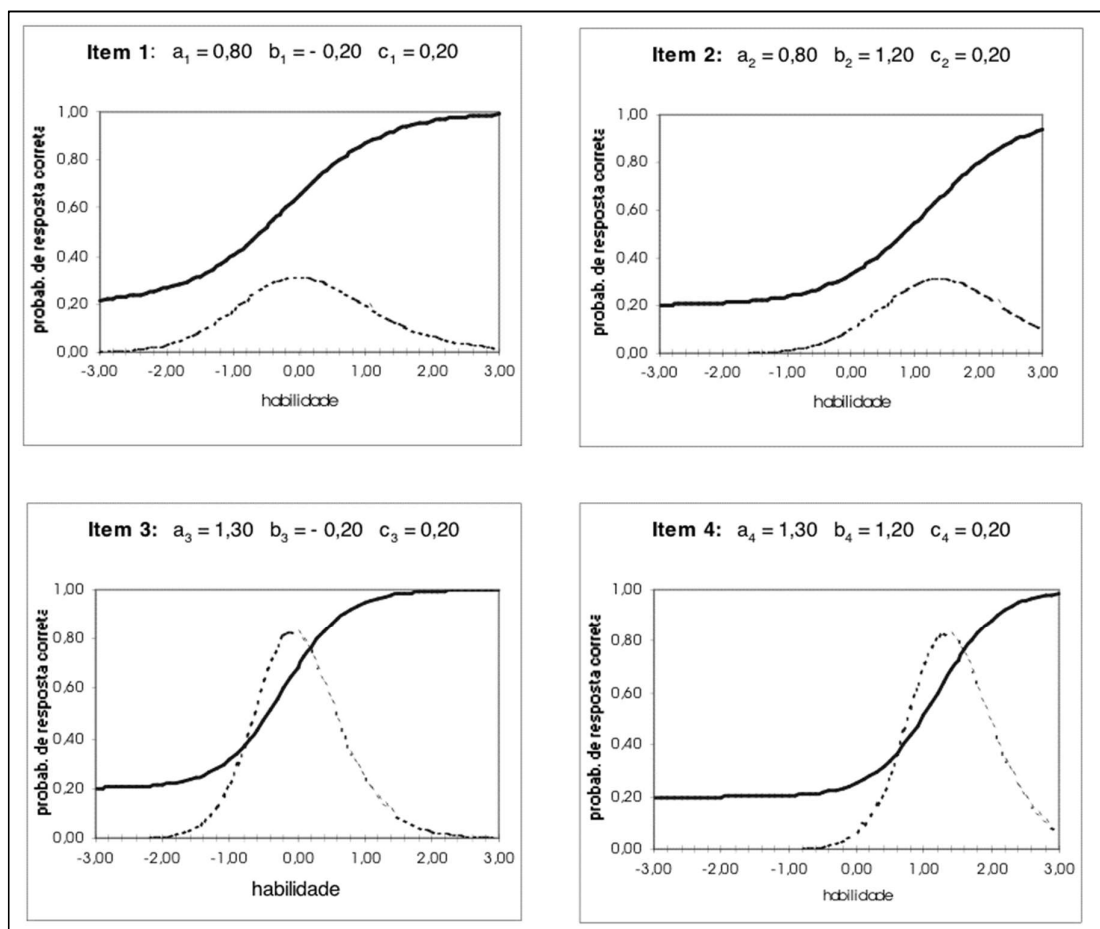 Item 1: a1 = 0,80 b1 = - 0,20 c1 = 0,20
probab. de resposta correta
1,00
0,80
0,60
0,40
0,20
0,00
-3,00 -2,00 -1,00 0,00 1,00 2,00 3,00
habilidade
Item 2: a2 = 0,80 b2 = 1,20 c2 = 0,20
probab. de resposta correta
1,00
0,80
0,60
0,40
0,20
0,00
-3,00 -2,00 -1,00 0,00 1,00 2,00 3,00
habilidade
Item 3: a3 = 1,30 b3 = - 0,20 c3 = 0,20
probab. de resposta correta
1,00
0,80
0,60
0,40
0,20
0,00
-3,00 -2,00 -1,00 0,00 1,00 2,00 3,00
habilidade
Item 4: a4 = 1,30 b4 = 1,20 c4 = 0,20
probab. de resposta correta
1,00
0,80
0,60
0,40
0,20
0,00
-3,00 -2,00 -1,00 0,00 1,00 2,00 3,00
habilidade